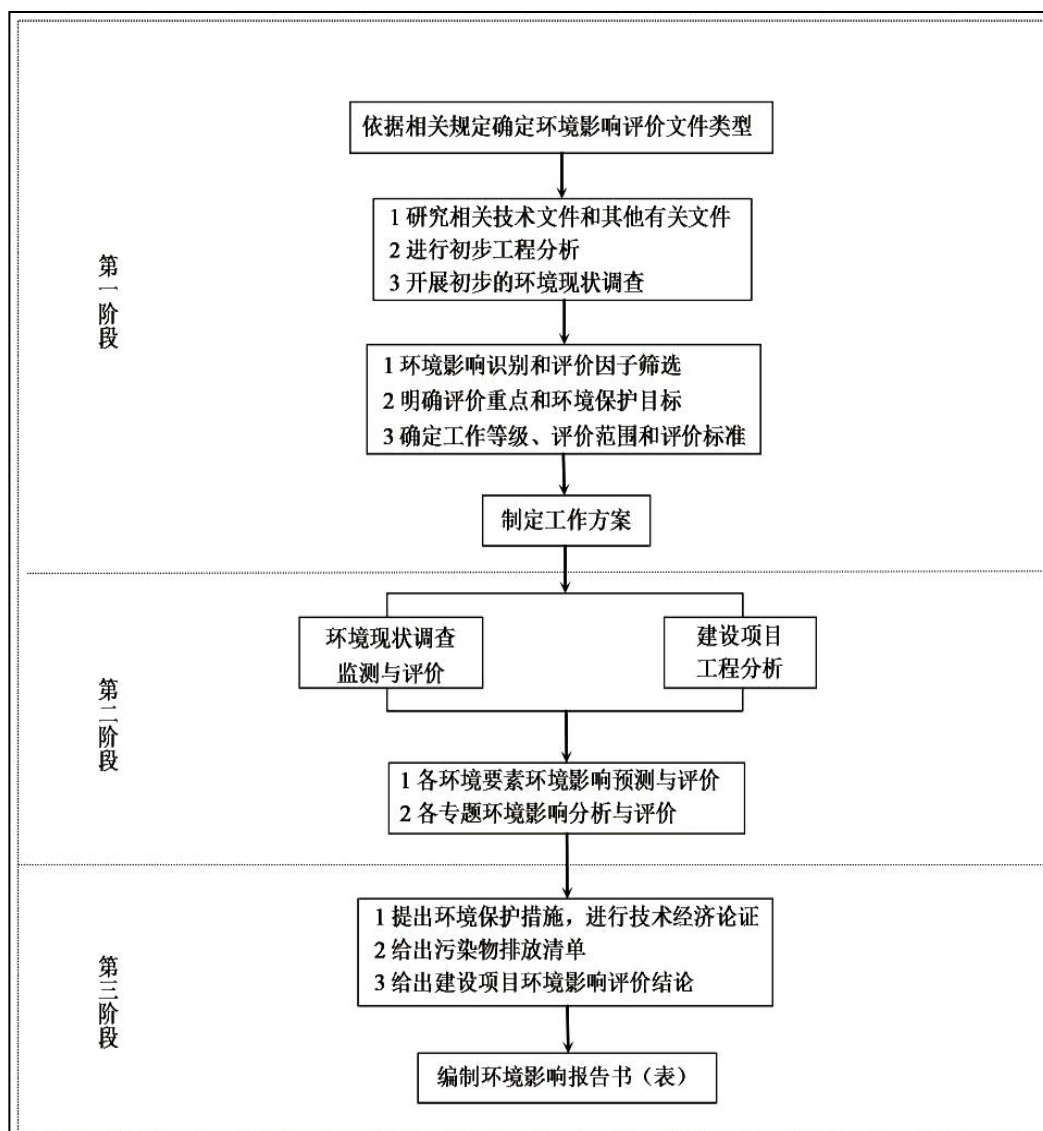 依据相关规定确定环境影响评价文件类型
1 研究相关技术文件和其他有关文件
2 进行初步工程分析
3 开展初步的环境现状调查
第一阶段
1 环境影响识别和评价因子筛选
2 明确评价重点和环境保护目标
3 确定工作等级、评价范围和评价标准
制定工作方案
环境现状调查
监测与评价
建设项目
工程分析
第二阶段
1 各环境要素环境影响预测与评价
2 各专题环境影响分析与评价
1 提出环境保护措施，进行技术经济论证
2 给出污染物排放清单
3 给出建设项目环境影响评价结论
第三阶段
编制环境影响报告书（表）